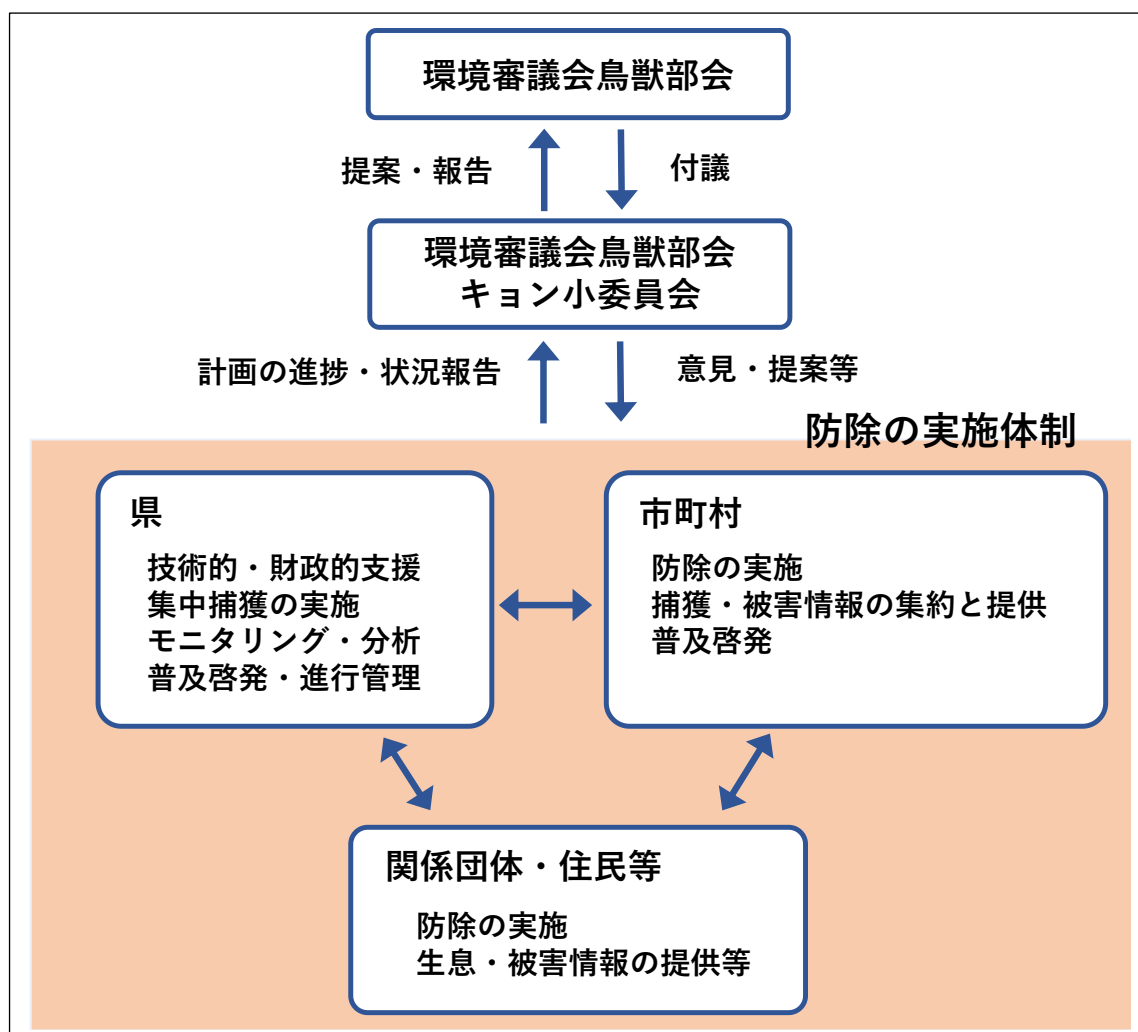 環境審議会鳥獣部会
提案・報告
付議
環境審議会鳥獣部会
キョン小委員会
計画の進捗・状況報告
意見・提案等
防除の実施体制
県
技術的・財政的支援
集中捕獲の実施
モニタリング・分析
普及啓発・進行管理
市町村
防除の実施
捕獲・被害情報の集約と提供
普及啓発
関係団体・住民等
防除の実施
生息・被害情報の提供等